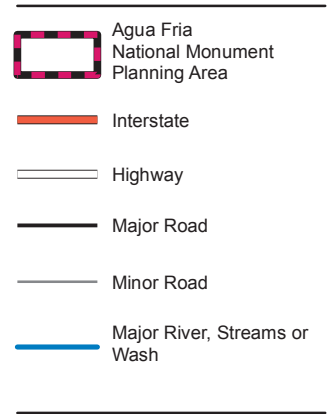 Agua Fria
National Monument
Planning Area
Interstate
Highway
Major Road
Minor Road
Major River, Streams or
Wash